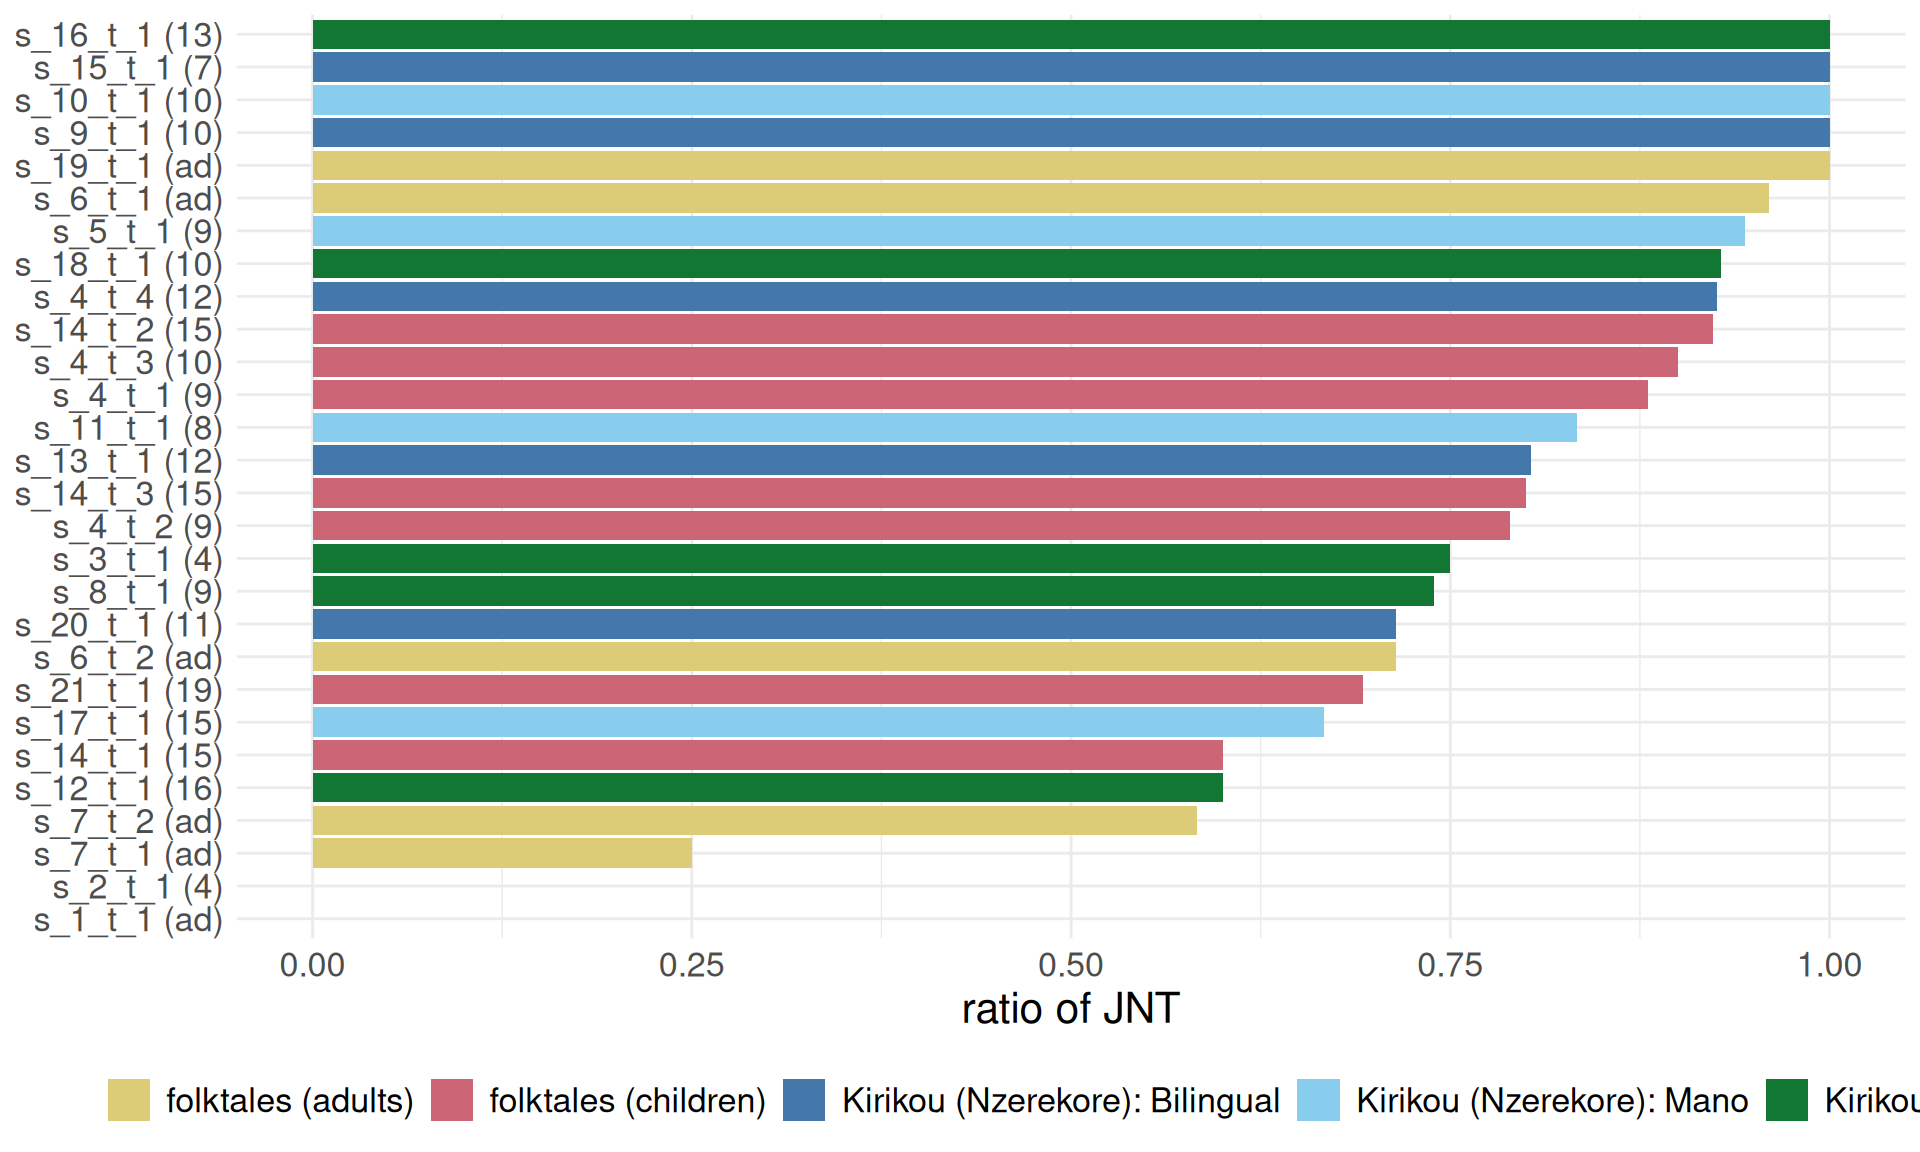 s_16_t_1 (13)
s_15_t_1 (7)
s_10_t_1 (10)
s_9_t_1 (10)
s_19_t_1 (ad)
s_6_t_1 (ad)
s_5_t_1 (9)
s_18_t_1 (10)
s_4_t_4 (12)
s_14_t_2 (15)
s_4_t_3 (10)
s_4_t_1 (9)
s_11_t_1 (8)
s_13_t_1 (12)
s_14_t_3 (15)
s_4_t_2 (9)
s_3_t_1 (4)
s_8_t_1 (9)
s_20_t_1 (11)
s_6_t_2 (ad)
s_21_t_1 (19)
s_17_t_1 (15)
s_14_t_1 (15)
s_12_t_1 (16)
s_7_t_2 (ad)
s_7_t_1 (ad)
s_2_t_1 (4)
s_1_t_1 (ad)
0.00 0.25 0.50 0.75 1.00
ratio of JNT
folktales (adults) folktales (children) Kirikou (Nzerekore): Bilingual Kirikou (Nzerekore): Mano